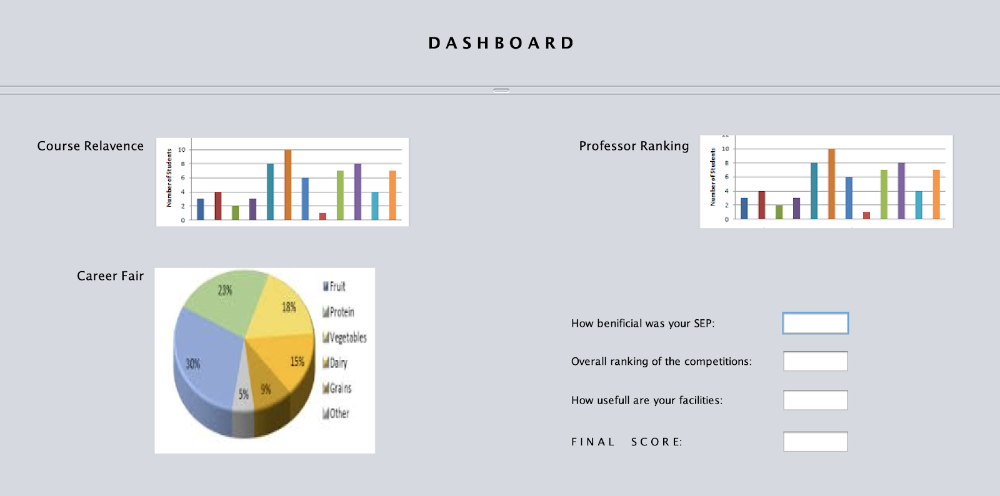 DASHBOARD
Course Relavence
Number of Students
10
8
6
4
2
0
Professor Ranking
Number of Students
10
8
6
4
2
0
Career Fair
23%
18%
30%
15%
5%
9%
Fruit
Protein
Vegetables
Dairy
Grains
Other
How benificial was your SEP:
Overall ranking of the competitions:
How usefull are your facilities:
FINAL SCORE: